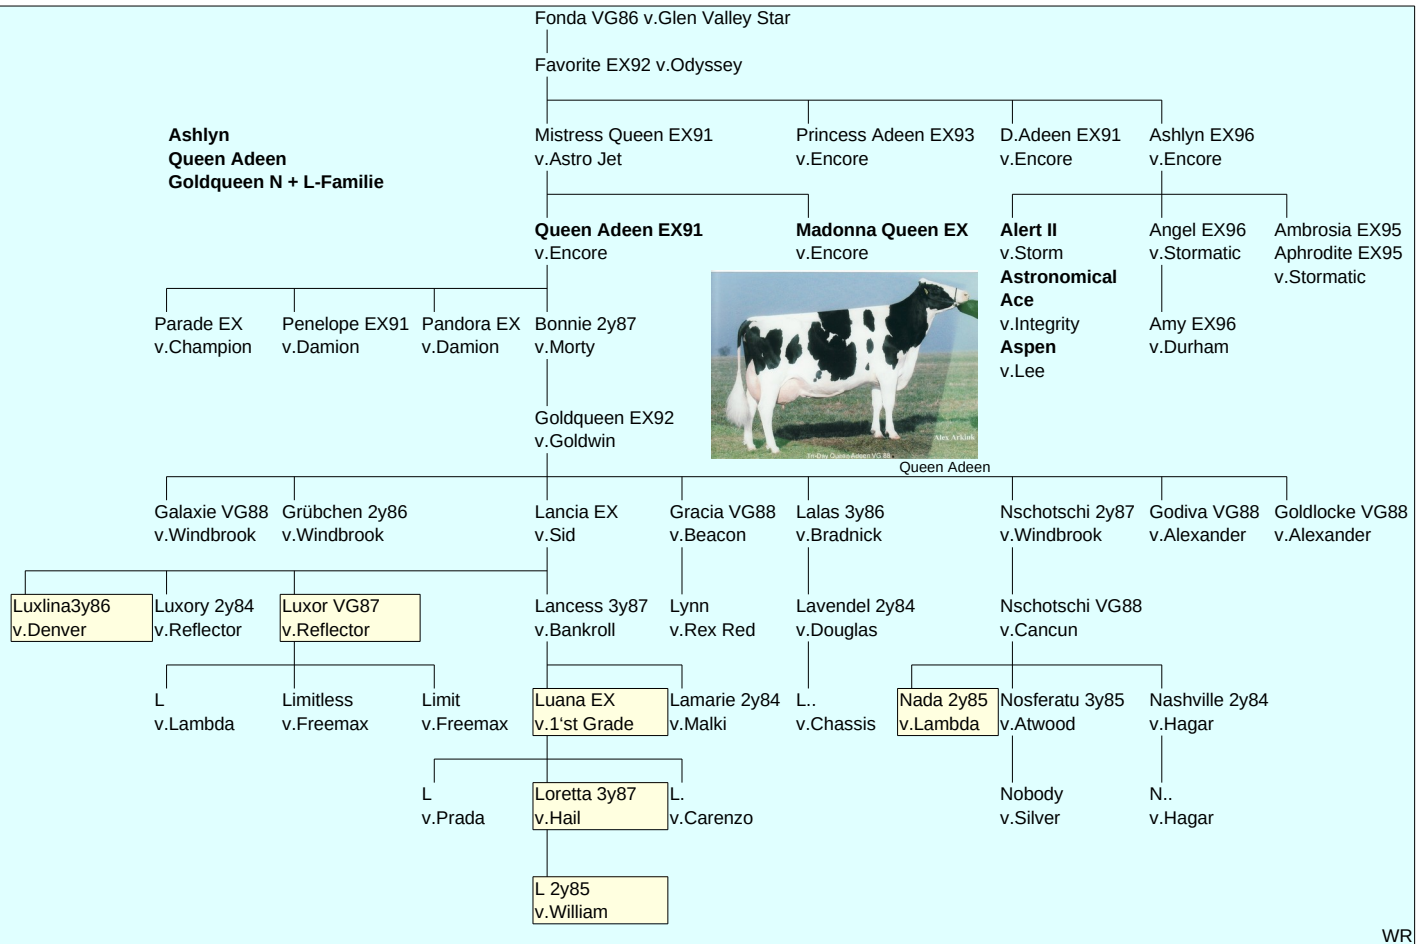 Fonda VG86 v.Glen Valley Star
Favorite EX92 v.Odyssey
Ashlyn
Queen Adeen
Goldqueen N + L-Familie
Mistress Queen EX91
v.Astro Jet
Princess Adeen EX93
v.Encore
D.Adeen EX91
v.Encore
Ashlyn EX96
v.Encore
Queen Adeen EX91
v.Encore
Madonna Queen EX
v.Encore
Alert II
v.Storm
Astronomical
Ace
v.Integrity
Aspen
v.Lee
Angel EX96
v.Stormatic
Ambrosia EX95
Aphrodite EX95
v.Stormatic
Parade EX
v.Champion
Penelope EX91
v.Damion
Pandora EX
v.Damion
Bonnie 2y87
v.Morty
Amy EX96
v.Durham
Goldqueen EX92
v.Goldwin
Alex Arkink
Tri-Day Queen Adeen VG 88
Queen Adeen
Galaxie VG88
v.Windbrook
Grübchen 2y86
v.Windbrook
Lancia EX
v.Sid
Gracia VG88
v.Beacon
Lalas 3y86
v.Bradnick
Nschotschi 2y87
v.Windbrook
Godiva VG88
v.Alexander
Goldlocke VG88
v.Alexander
Luxlina3y86
v.Denver
Luxory 2y84
v.Reflector
Luxor VG87
v.Reflector
Lancess 3y87
v.Bankroll
Lynn
v.Rex Red
Lavendel 2y84
v.Douglas
Nschotschi VG88
v.Cancun
L
v.Lambda
Limitless
v.Freemax
Limit
v.Freemax
Luana EX
v.1'st Grade
Lamarie 2y84
v.Malki
L..
v.Chassis
Nada 2y85
v.Lambda
Nosferatu 3y85
v.Atwood
Nashville 2y84
v.Hagar
L
v.Prada
Loretta 3y87
v.Hail
L.
v.Carenzo
Nobody
v.Silver
N..
v.Hagar
L 2y85
v.William
WR